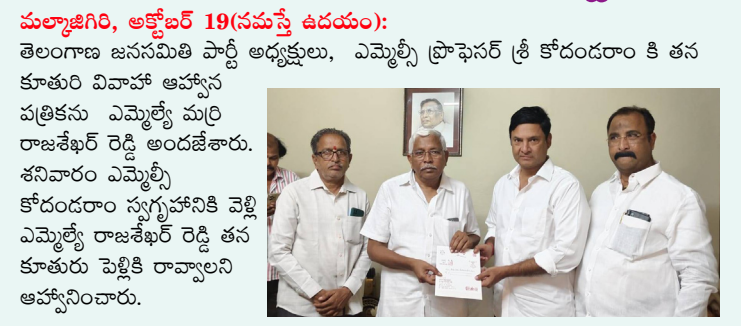 మల్కాజిగిరి, అక్టోబర్ 19(నమస్తే ఉదయం):
తెలంగాణ జనసమితి పార్టీ అధ్యక్షులు, ఎమ్మెల్సీ ప్రొఫెసర్ శ్రీ కోదండరాం కి తన
కూతురి వివాహా ఆహ్వాన
పత్రికను ఎమ్మెల్యే మర్రి
రాజశేఖర్ రెడ్డి అందజేశారు.
శనివారం ఎమ్మెల్సీ
కోదండరాం స్వగృహానికి వెళ్లి
ఎమ్మెల్యే రాజశేఖర్ రెడ్డి తన
కూతురు పెళ్లికి రావ్వాలని
ఆహ్వానించారు.